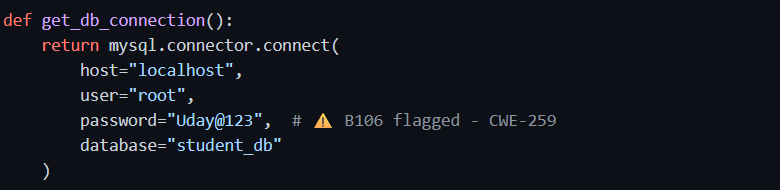 def get_db_connection():
    return mysql.connector.connect(
        host="localhost",
        user="root",
        password="Uday@123",  # ⚠️ B106 flagged - CWE-259
        database="student_db"
    )